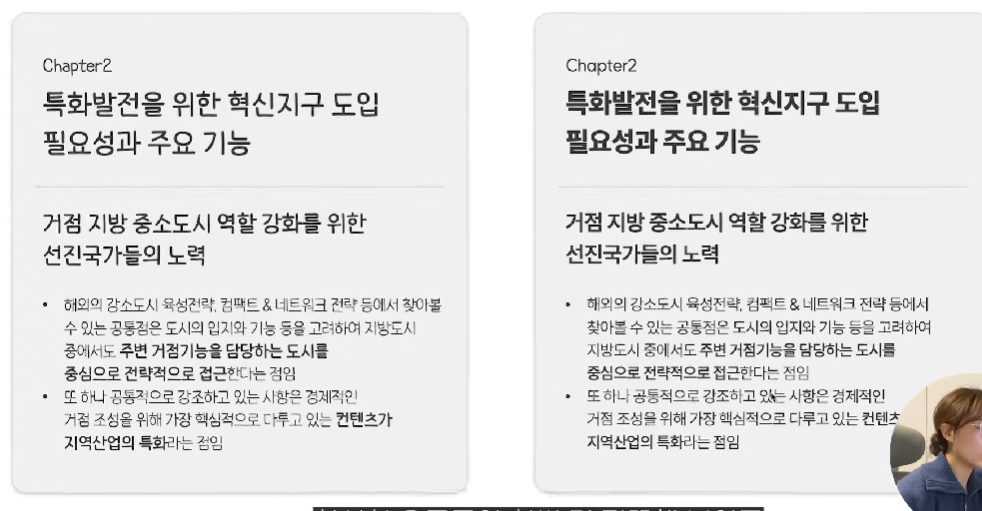 Chapter2
특화발전을 위한 혁신지구 도입
필요성과 주요 기능
거점 지방 중소도시 역할 강화를 위한
선진국가들의 노력
• 해외의 강소도시 육성전략, 컴팩트 & 네트워크 전략 등에서 찾아볼
수 있는 공통점은 도시의 입지와 기능 등을 고려하여 지방도시
중에서도 주변 거점기능을 담당하는 도시를
중심으로 전략적으로 접근한다는 점임
• 또 하나 공통적으로 강조하고 있는 사항은 경제적인
거점 조성을 위해 가장 핵심적으로 다루고 있는 컨텐츠가
지역산업의 특화라는 점임
Chapter2
특화발전을 위한 혁신지구 도입
필요성과 주요 기능
거점 지방 중소도시 역할 강화를 위한
선진국가들의 노력
• 해외의 강소도시 육성전략, 컴팩트 & 네트워크 전략 등에서
찾아볼 수 있는 공통점은 도시의 입지와 기능 등을 고려하여
지방도시 중에서도 주변 거점기능을 담당하는 도시를
중심으로 전략적으로 접근한다는 점임
• 또 하나 공통적으로 강조하고 있는 사항은 경제적인
거점 조성을 위해 가장 핵심적으로 다루고 있는 컨텐츠
지역산업의 특화라는 점임